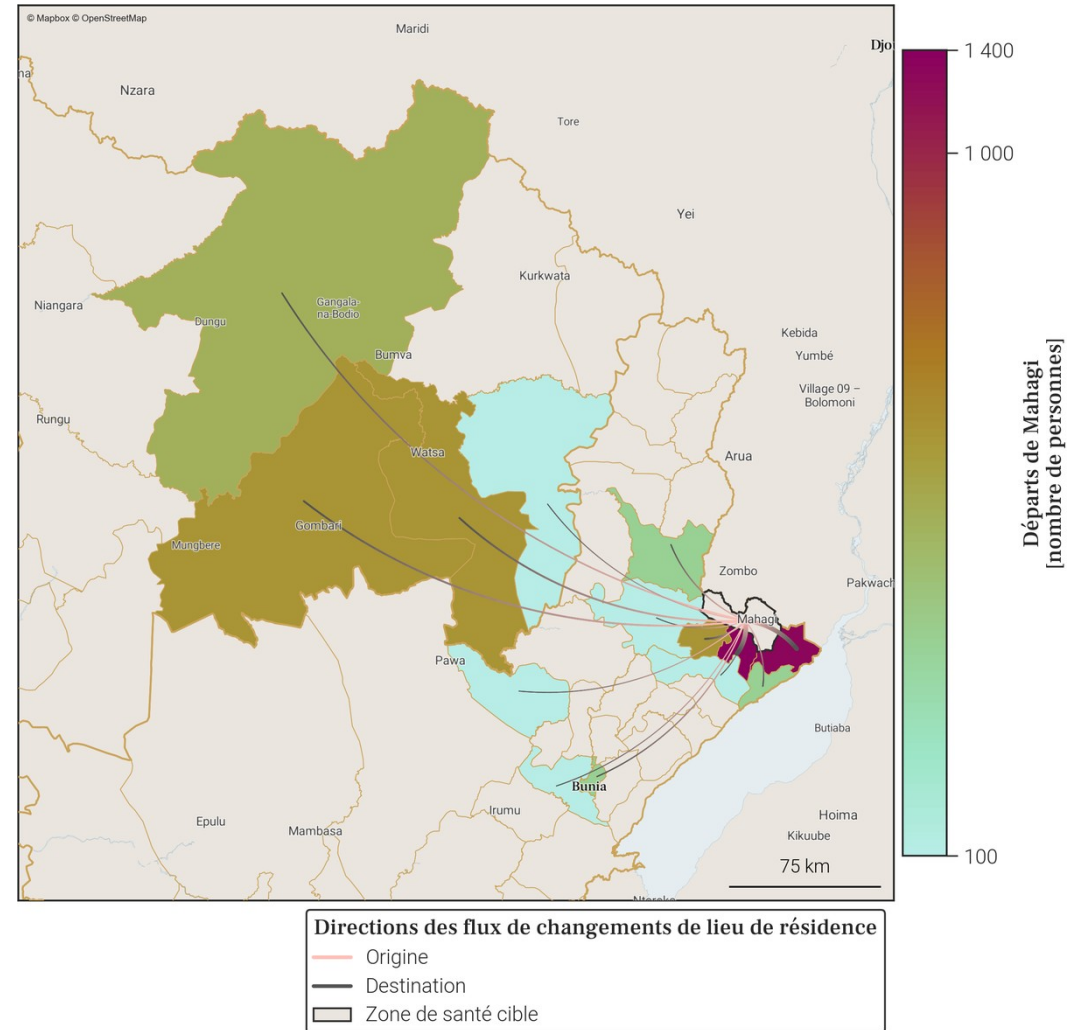 © Mapbox © OpenStreetMap
Maridi
Djo
na
Nzara
Tore
Yei
Kurkwata
Niangara
Gangala-
na-Bodio
Dungu
Kebida
Bumva
Yumbé
Village 09 –
Bolomoni
Rungu
Watsa
Arua
Gombari
Mungbere
Zombo
Pakwach
Mahagi
Pawa
Butiaba
Bunia
Irumu
Epulu
Mambasa
Hoima
Kikuube
75 km
Ntoroko
1 400
1 000
100
Départs de Mahagi
[nombre de personnes]
Directions des flux de changements de lieu de résidence
Origine
Destination
Zone de santé cible